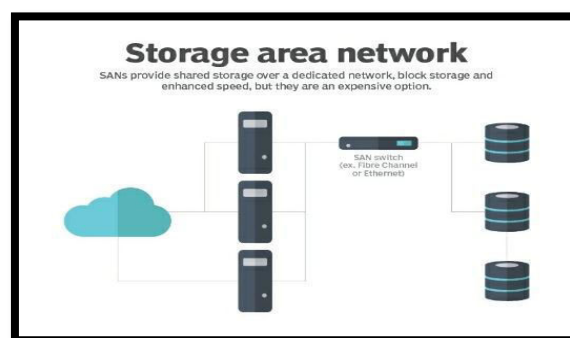 Storage area network
SANs provide shared storage over a dedicated network, block storage and
enhanced speed, but they are an expensive option.
SAN switch
(ex. Fibre Channel
or Ethernet)